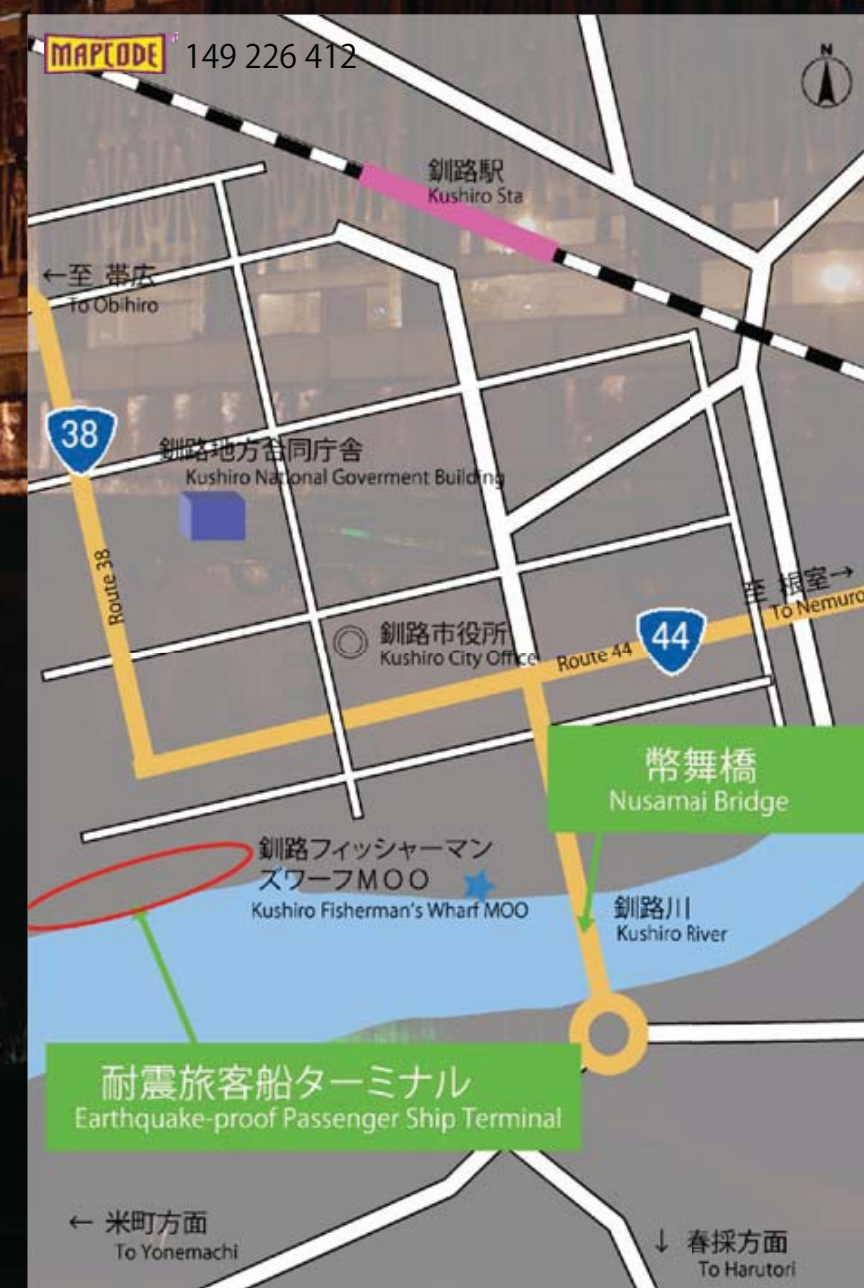 MAPCODE 149 226 412
N
釧路駅
Kushiro Sta
←至 帯広
To Obihiro
38
釧路地方合同庁舎
Kushiro National Goverment Building
Route 38
至 根室→
To Nemuro
釧路市役所
Kushiro City Office
Route 44
44
幣舞橋
Nusamai Bridge
釧路フィッシャーマン
ズワーフMOO
Kushiro Fisherman's Wharf MOO
釧路川
Kushiro River
耐震旅客船ターミナル
Earthquake-proof Passenger Ship Terminal
← 米町方面
To Yonemachi
↓ 春採方面
To Harutori